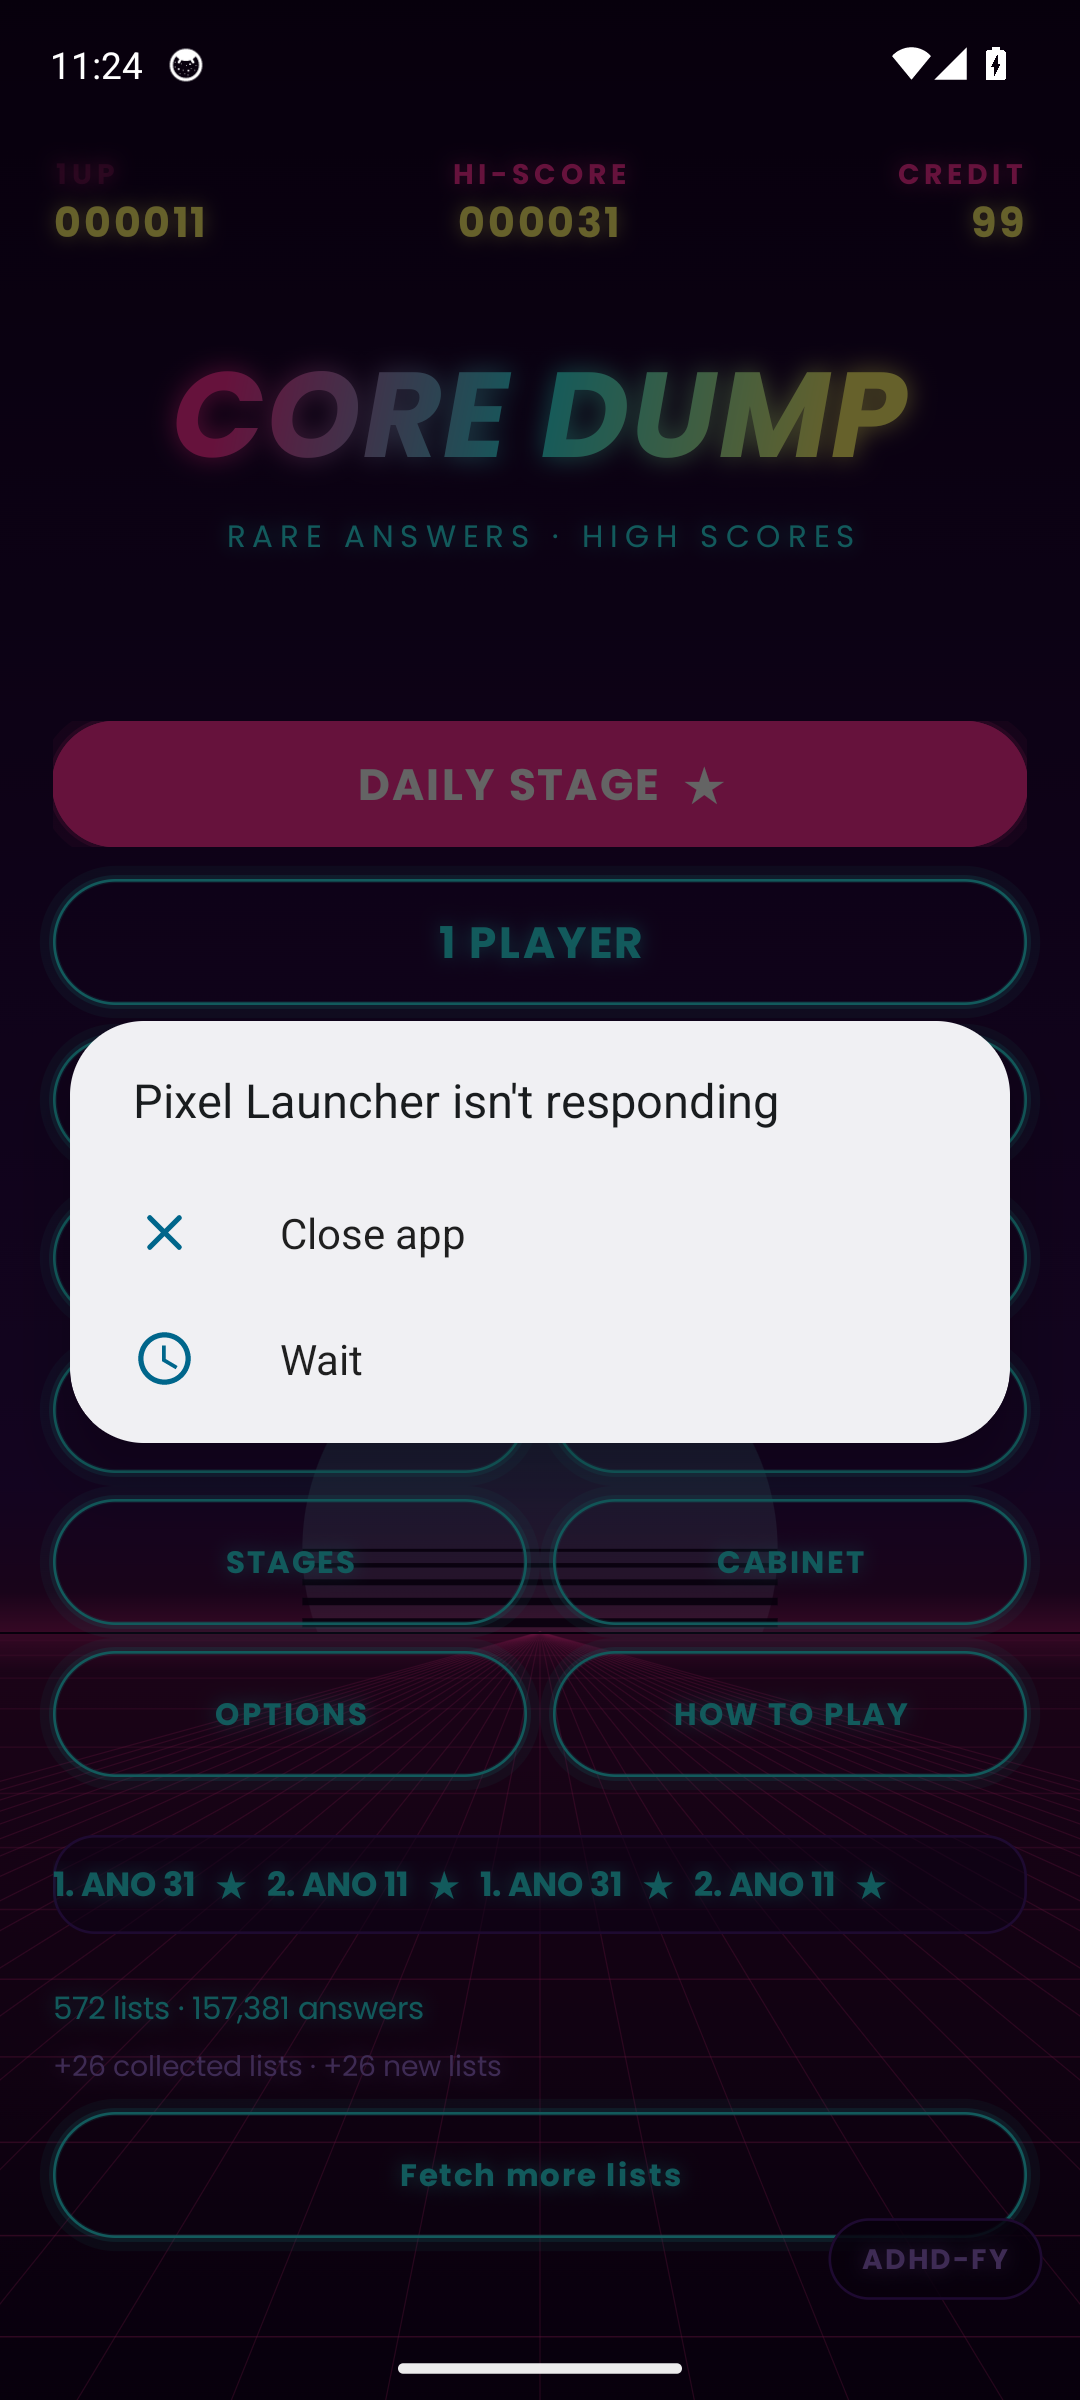 11:24
1UP HI-SCORE CREDIT
000011 000031 99
CORE DUMP
RARE ANSWERS · HIGH SCORES
DAILY STAGE ★
1 PLAYER
Pixel Launcher isn't responding
Close app
Wait
STAGES CABINET
OPTIONS HOW TO PLAY
1. ANO 31 ★ 2. ANO 11 ★ 1. ANO 31 ★ 2. ANO 11 ★
572 lists · 157,381 answers
+26 collected lists · +26 new lists
Fetch more lists
ADHD-FY